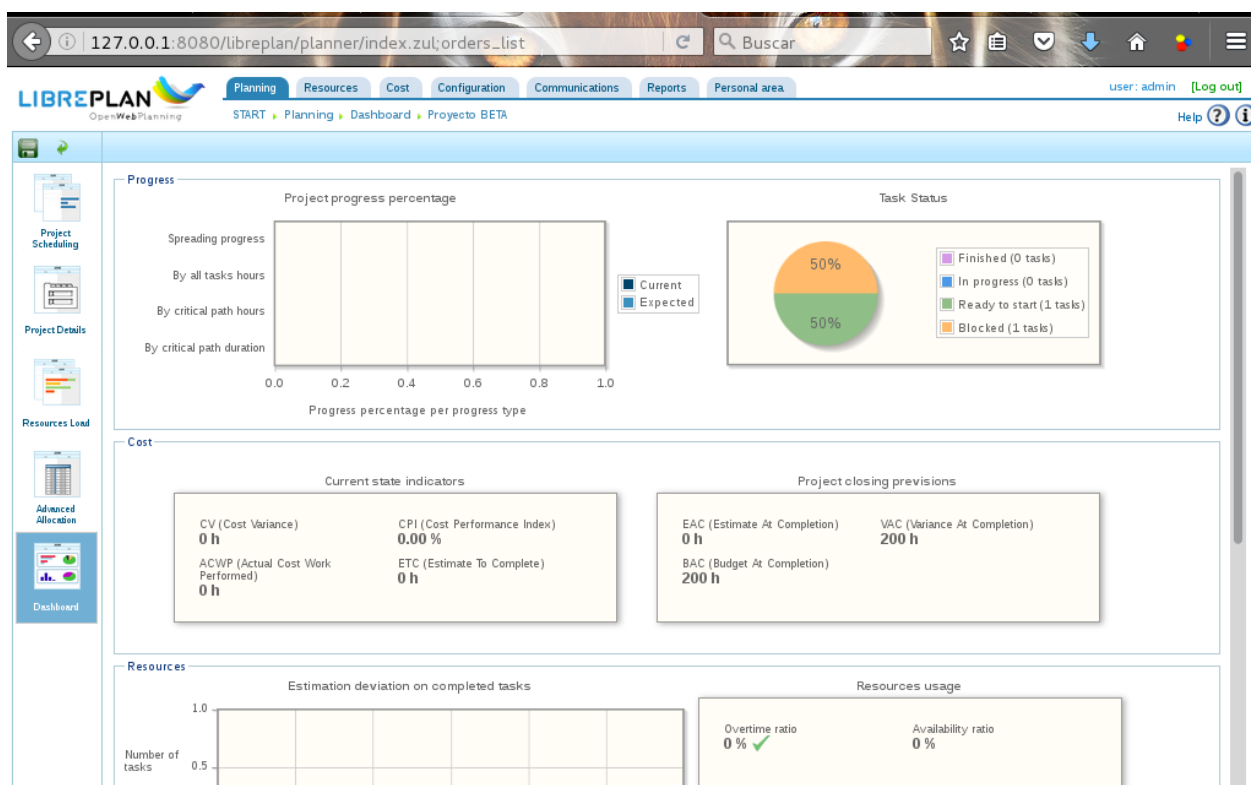 127.0.0.1:8080/libreplan/planner/index.zul;orders_list
Buscar
LIBREPLAN
OpenWebPlanning
Planning
Resources
Cost
Configuration
Communications
Reports
Personal area
user: admin
[Log out]
START Planning Dashboard Proyecto BETA
Help
Project
Scheduling
Project Details
Resources Load
Advanced
Allocation
Dashboard
Progress
Project progress percentage
Spreading progress
By all tasks hours
By critical path hours
By critical path duration
0.0 0.2 0.4 0.6 0.8 1.0
Progress percentage per progress type
Current
Expected
Task Status
50%
50%
Finished (0 tasks)
In progress (0 tasks)
Ready to start (1 tasks)
Blocked (1 tasks)
Cost
Current state indicators
CV (Cost Variance)
0 h
CPI (Cost Performance Index)
0.00 %
ACWP (Actual Cost Work
Performed)
0 h
ETC (Estimate To Complete)
0 h
Project closing previsions
EAC (Estimate At Completion)
0 h
VAC (Variance At Completion)
200 h
BAC (Budget At Completion)
200 h
Resources
Estimation deviation on completed tasks
1.0
Number of
tasks
0.5
Resources usage
Overtime ratio
0 %
Availability ratio
0 %